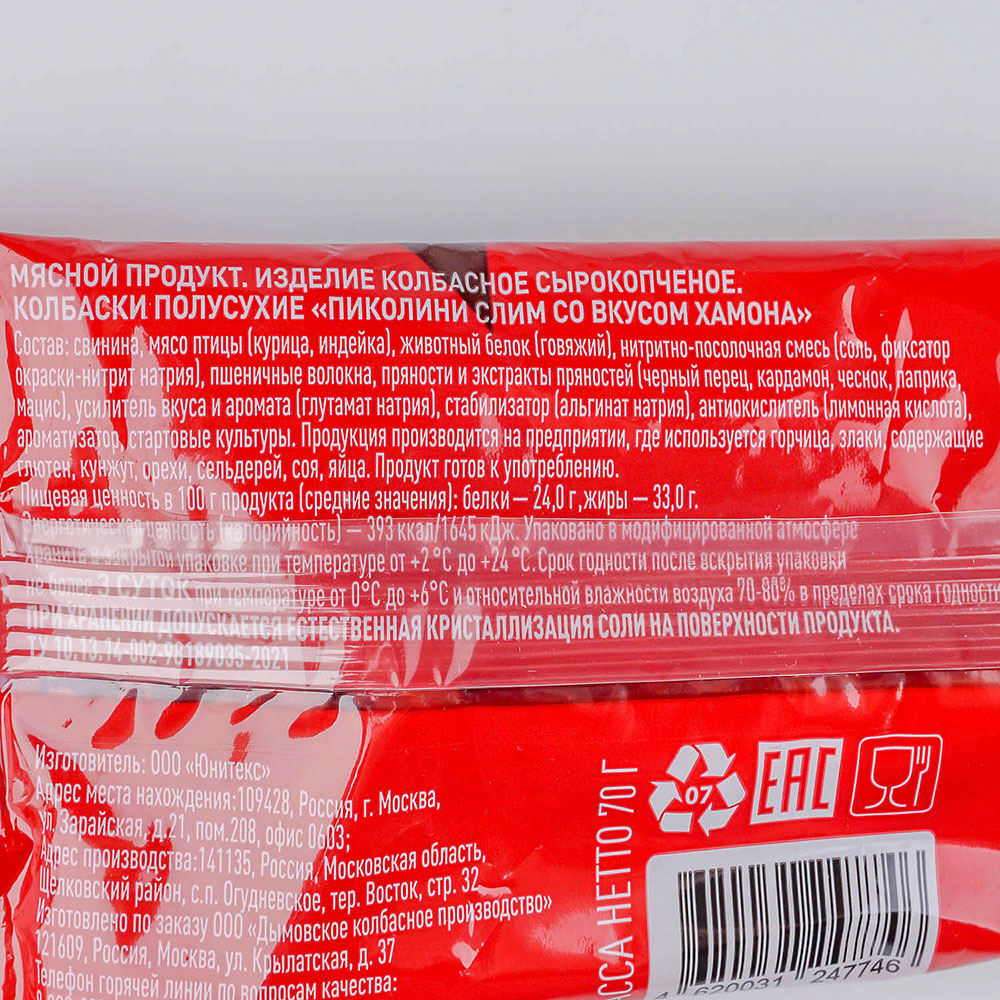 МЯСНОЙ ПРОДУКТ. ИЗДЕЛИЕ КОЛБАСНОЕ СЫРОКОПЧЕНОЕ.
КОЛБАСКИ ПОЛУСУХИЕ «ПИКОЛИНИ СЛИМ СО ВКУСОМ ХАМОНА»
Состав: свинина, мясо птицы (курица, индейка), животный белок (говяжий), нитритно-посолочная смесь (соль, фиксатор
окраски-нитрит натрия), пшеничные волокна, пряности и экстракты пряностей (черный перец, кардамон, чеснок, паприка,
мацис), усилитель вкуса и аромата (глутамат натрия), стабилизатор (альгинат натрия), антиокислитель (лимонная кислота),
ароматизатор, стартовые культуры. Продукция производится на предприятии, где используется горчица, злаки, содержащие
глютен, кунжут, орехи, сельдерей, соя, яйца. Продукт готов к употреблению.
Пищевая ценность в 100 г продукта (средние значения): белки — 24,0 г, жиры — 33,0 г.
Энергетическая ценность (калорийность) — 393 ккал/1645 кДж. Упаковано в модифицированной атмосфере
Хранить в закрытой упаковке при температуре от +2°C до +24°C. Срок годности после вскрытия упаковки
не более 3 СУТОК при температуре от 0°C до +6°C и относительной влажности воздуха 70-80% в пределах срока годности
ПРИ ХРАНЕНИИ ДОПУСКАЕТСЯ ЕСТЕСТВЕННАЯ КРИСТАЛЛИЗАЦИЯ СОЛИ НА ПОВЕРХНОСТИ ПРОДУКТА.
ТУ 10.13.14-002-98189035-2021
Изготовитель: ООО «Юнитекс»
Адрес места нахождения:109428, Россия, г. Москва,
ул. Зарайская, д.21, пом.208, офис 0603;
Адрес производства:141135, Россия, Московская область,
Щелковский район, с.п. Огудневское, тер. Восток, стр. 32
Изготовлено по заказу ООО «Дымовское колбасное производство»
121609, Россия, Москва, ул. Крылатская, д. 37
Телефон горячей линии по вопросам качества:
НЕТТО 70 Г
07
EAC
620031 247746